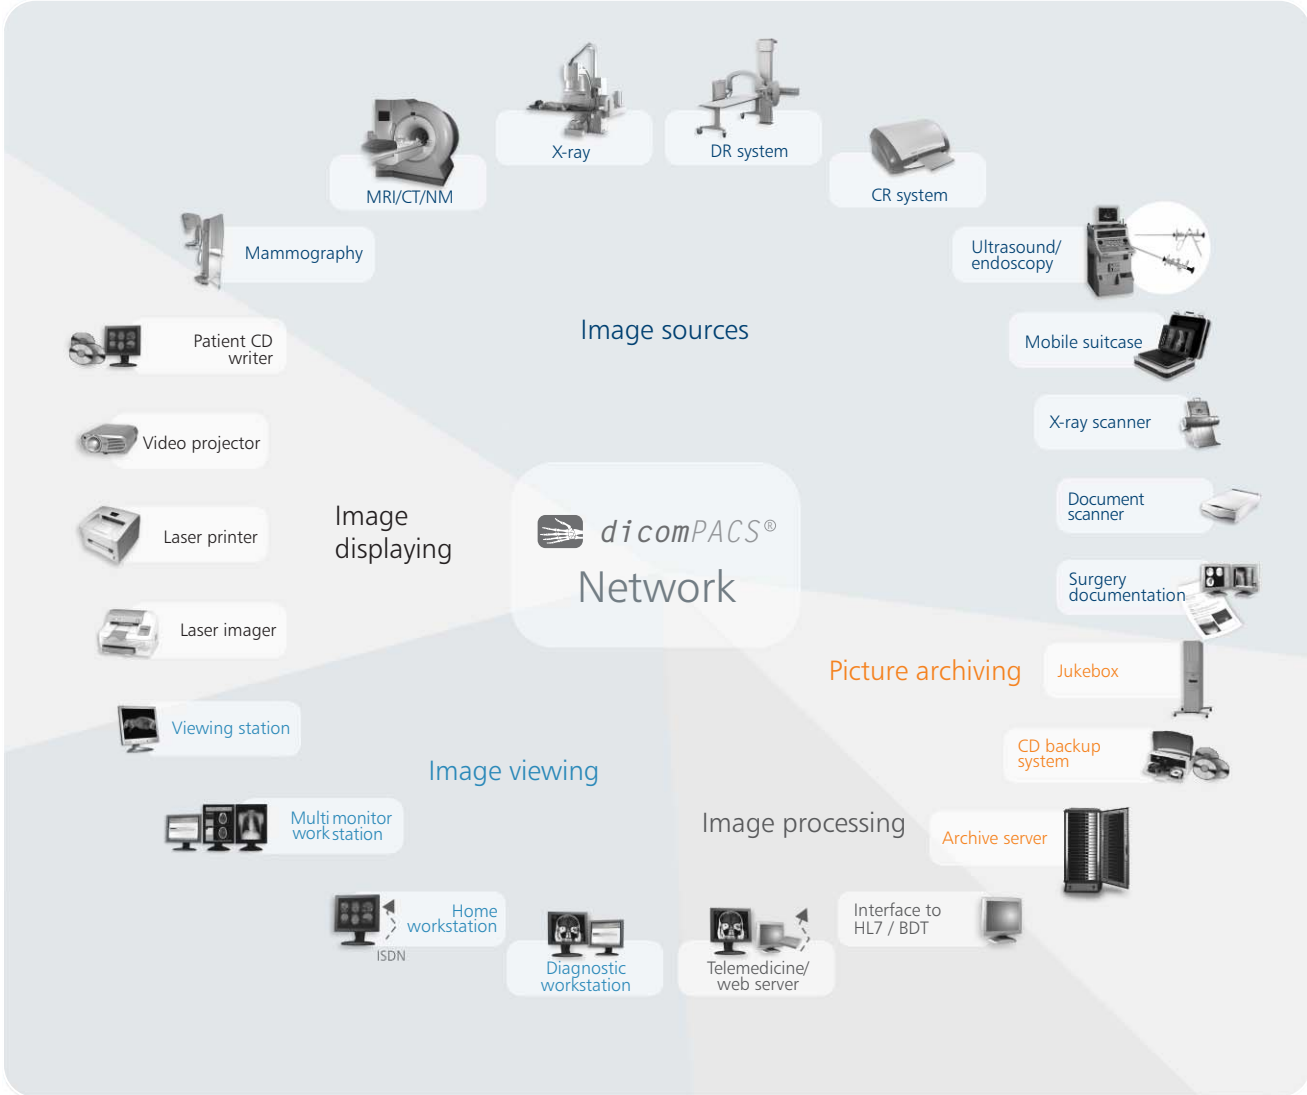 X-ray
DR system
MRI/CT/NM
CR system
Mammography
Ultrasound/
endoscopy
Image sources
Patient CD
writer
Mobile suitcase
Video projector
X-ray scanner
Image
displaying
Laser printer
dicomPACS®
Network
Document
scanner
Surgery
documentation
Laser imager
Picture archiving
Jukebox
Viewing station
Image viewing
CD backup
system
Multi monitor
work station
Image processing
Archive server
Home
workstation
ISDN
Interface to
HL7 / BDT
Diagnostic
workstation
Telemedicine/
web server